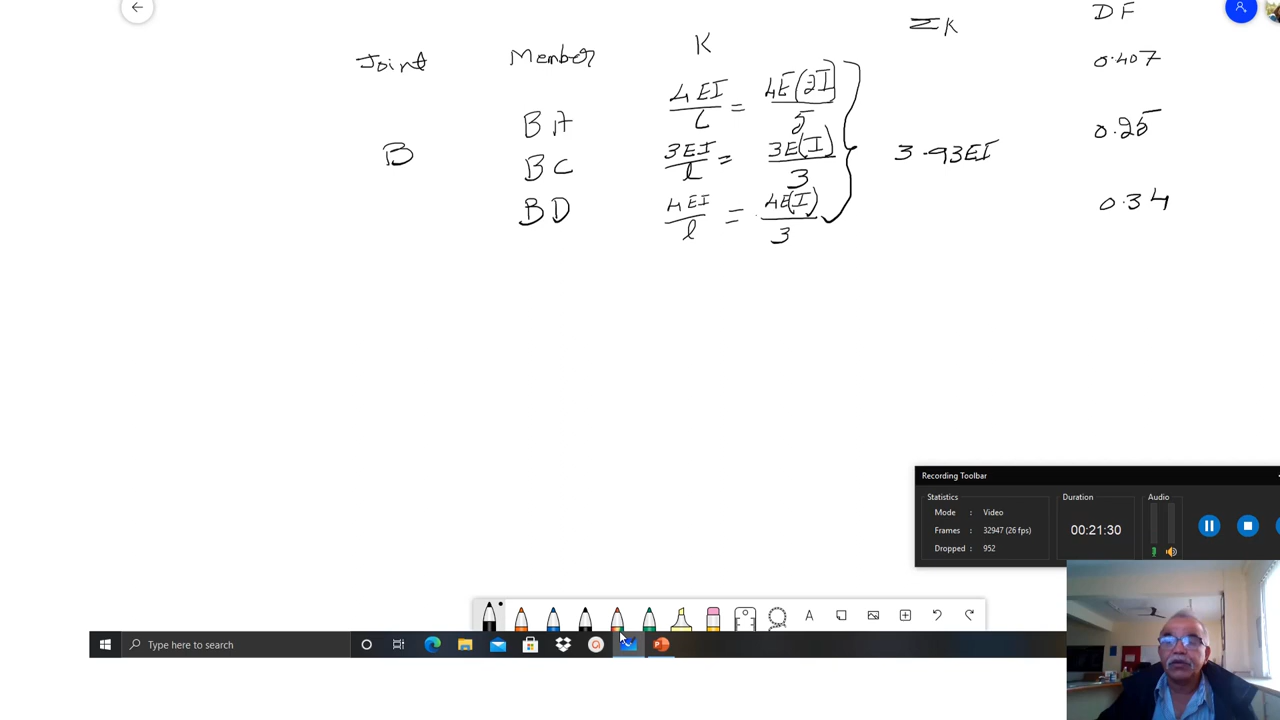 Joint Member K ΣK DF
BA 4EI/L = 4E(2I)/5 0.407
B BC 3EI/l = 3E(I)/3 3.93EI 0.25
BD 4EI/l = 4E(I)/3 0.34
Recording Toolbar
Statistics Duration Audio
Mode : Video
Frames : 32947 (26 fps) 00:21:30
Dropped : 952
A
Type here to search